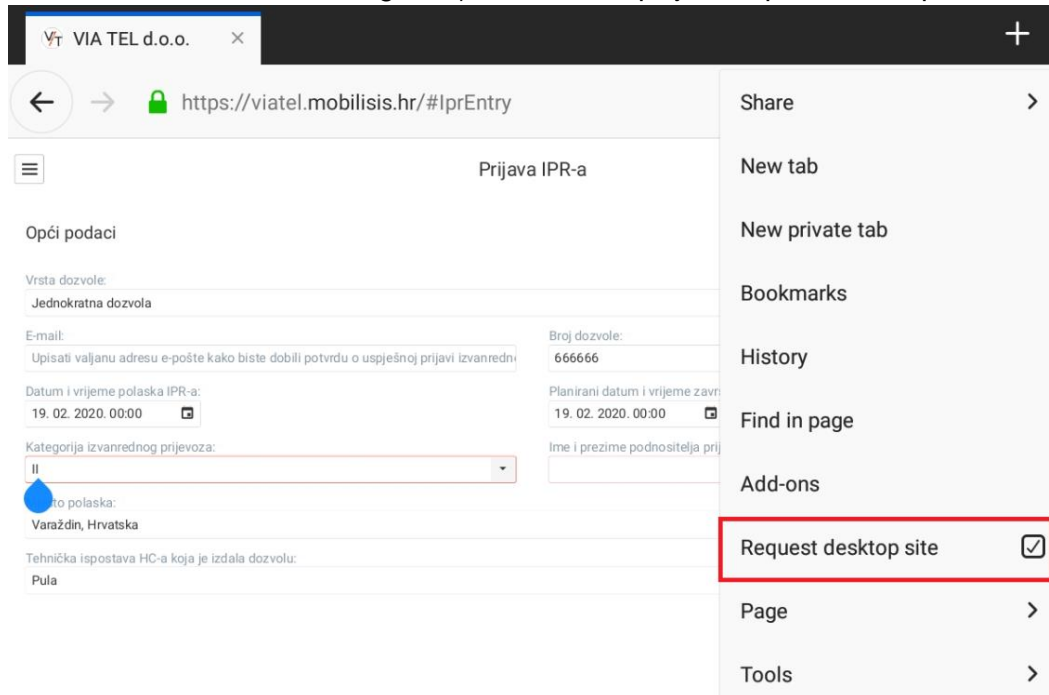 VT VIA TEL d.o.o.
https://viatel.mobilisis.hr/#IprEntry
Prijava IPR-a
Opći podaci
Vrsta dozvole:
Jednokratna dozvola
E-mail:
Upisati valjanu adresu e-pošte kako biste dobili potvrdu o uspješnoj prijavi
Broj dozvole:
666666
Datum i vrijeme polaska IPR-a:
19. 02. 2020. 00:00
Planirani datum i vrijeme
19. 02. 2020. 00:00
Kategorija izvanrednog prijevoza:
II
Ime i prezime podnositelja
polaska:
Varaždin, Hrvatska
Tehnička ispostava HC-a koja je izdala dozvolu:
Pula
Share
New tab
New private tab
Bookmarks
History
Find in page
Add-ons
Request desktop site
Page
Tools